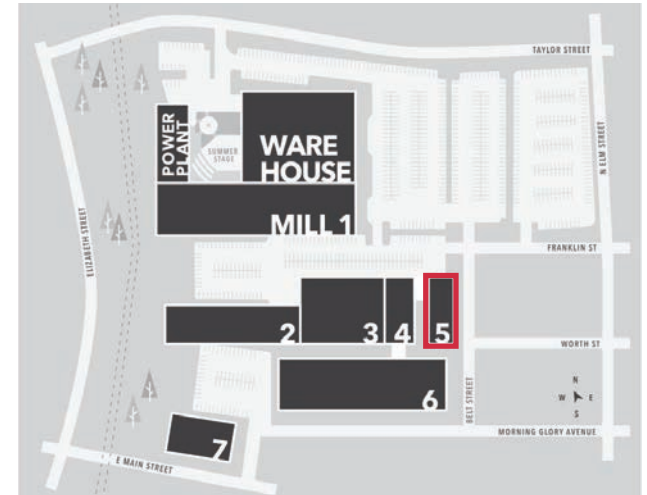 TAYLOR STREET
POWER
PLANT
SUMMER
STAGE
WARE
HOUSE
N ELM STREET
MILL 1
ELIZABETH STREET
FRANKLIN ST
2
3
4
5
WORTH ST
6
BELT STREET
N
W E
S
MORNING GLORY AVENUE
7
E MAIN STREET